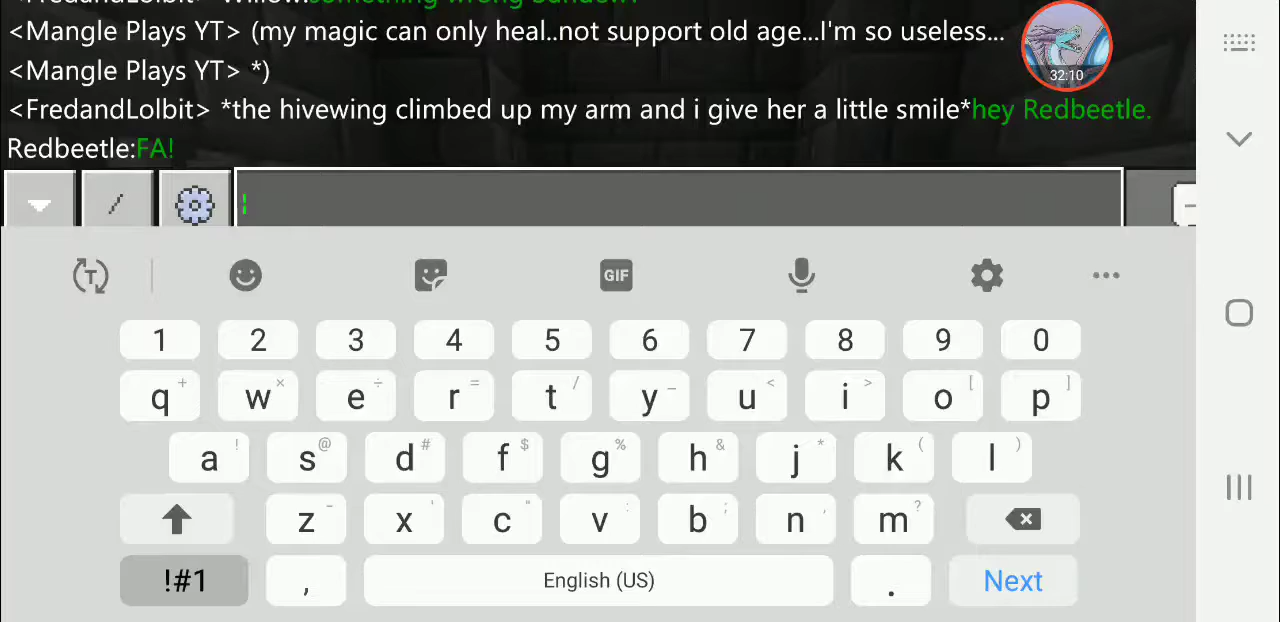 <Mangle Plays YT> (my magic can only heal..not support old age...I'm so useless...
<Mangle Plays YT> *)
<FredandLolbit> *the hivewing climbed up my arm and i give her a little smile*hey Redbeetle.
Redbeetle:FA!
32:10
/
T
GIF
1 2 3 4 5 6 7 8 9 0
q + w × e ÷ r = t / y _ u < i > o [ p ]
a ! s @ d # f $ g % h & j * k ( l )
z - x ' c " v : b ; n , m ?
!#1 , English (US) . Next